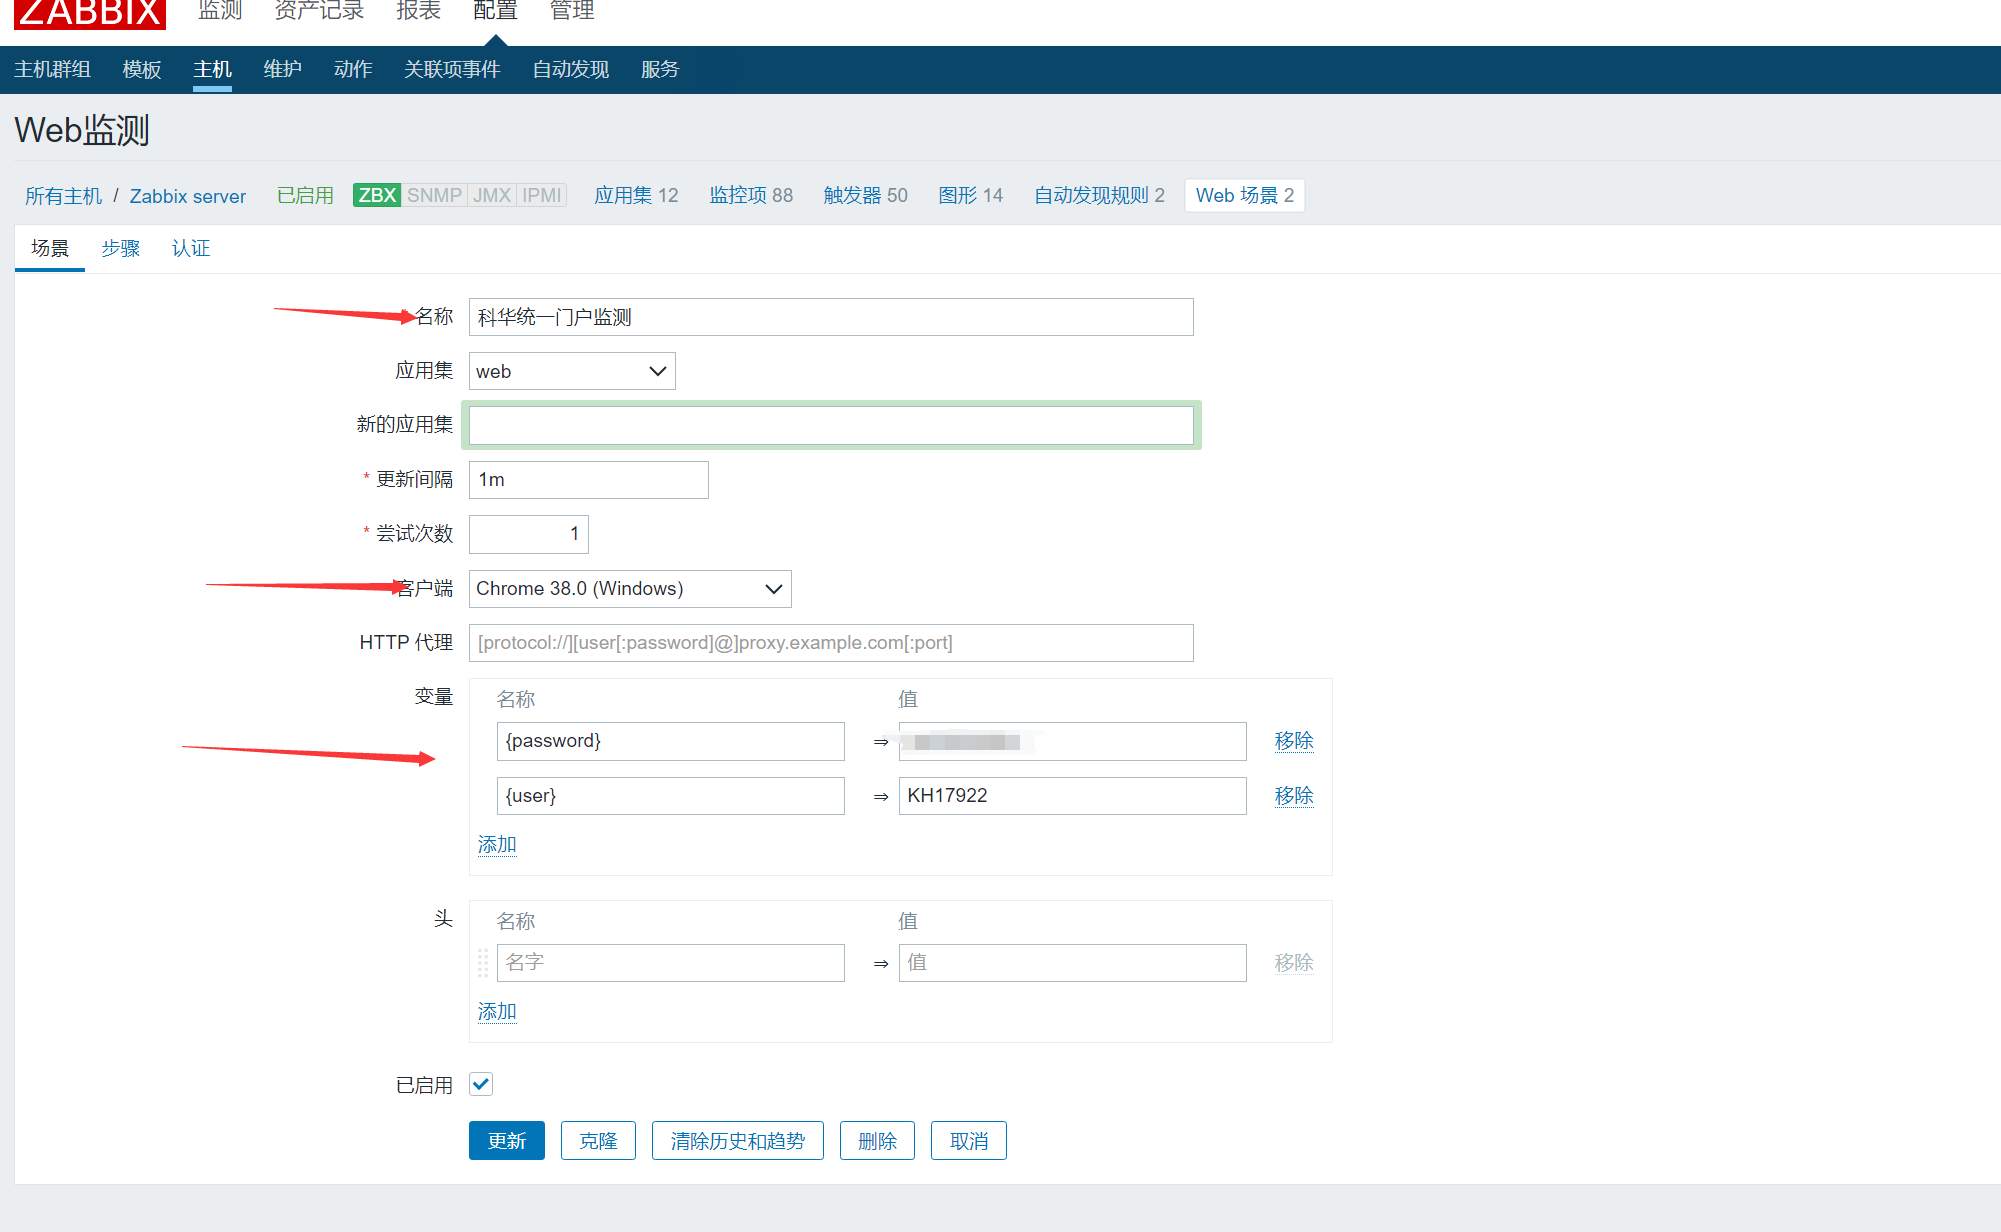 ZABBIX 监测 资产记录 报表 配置 管理
主机群组 模板 主机 维护 动作 关联项事件 自动发现 服务
Web监测
所有主机 / Zabbix server 已启用 ZBX SNMP JMX IPMI 应用集 12 监控项 88 触发器 50 图形 14 自动发现规则 2 Web 场景 2
场景 步骤 认证
名称 科华统一门户监测
应用集 web
新的应用集
* 更新间隔 1m
* 尝试次数 1
客户端 Chrome 38.0 (Windows)
HTTP 代理 [protocol://][user[:password]@]proxy.example.com[:port]
变量 名称 值
{password} ⇒ 移除
{user} ⇒ KH17922 移除
添加
头 名称 值
名字 ⇒ 值 移除
添加
已启用
更新 克隆 清除历史和趋势 删除 取消